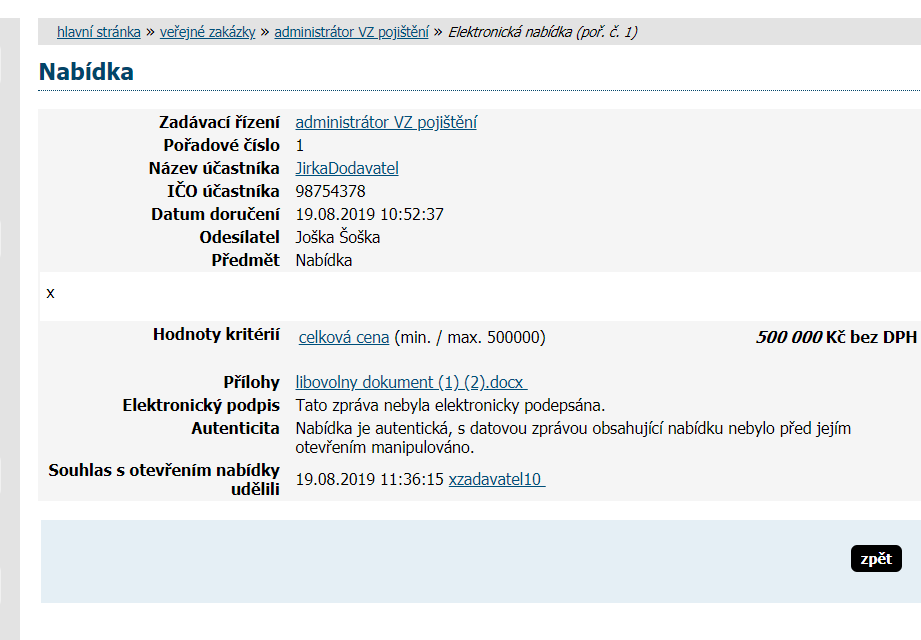 hlavní stránka » veřejné zakázky » administrátor VZ pojištění » Elektronická nabídka (poř. č. 1)
Nabídka
Zadávací řízení administrátor VZ pojištění
Pořadové číslo 1
Název účastníka JirkaDodavatel
IČO účastníka 98754378
Datum doručení 19.08.2019 10:52:37
Odesílatel Joška Šoška
Předmět Nabídka
x
Hodnoty kritérií celková cena (min. / max. 500000) 500 000 Kč bez DPH
Přílohy libovolny dokument (1) (2).docx
Elektronický podpis Tato zpráva nebyla elektronicky podepsána.
Autenticita Nabídka je autentická, s datovou zprávou obsahující nabídku nebylo před jejím
otevřením manipulováno.
Souhlas s otevřením nabídky
udělili 19.08.2019 11:36:15 xzadavatel10
zpět